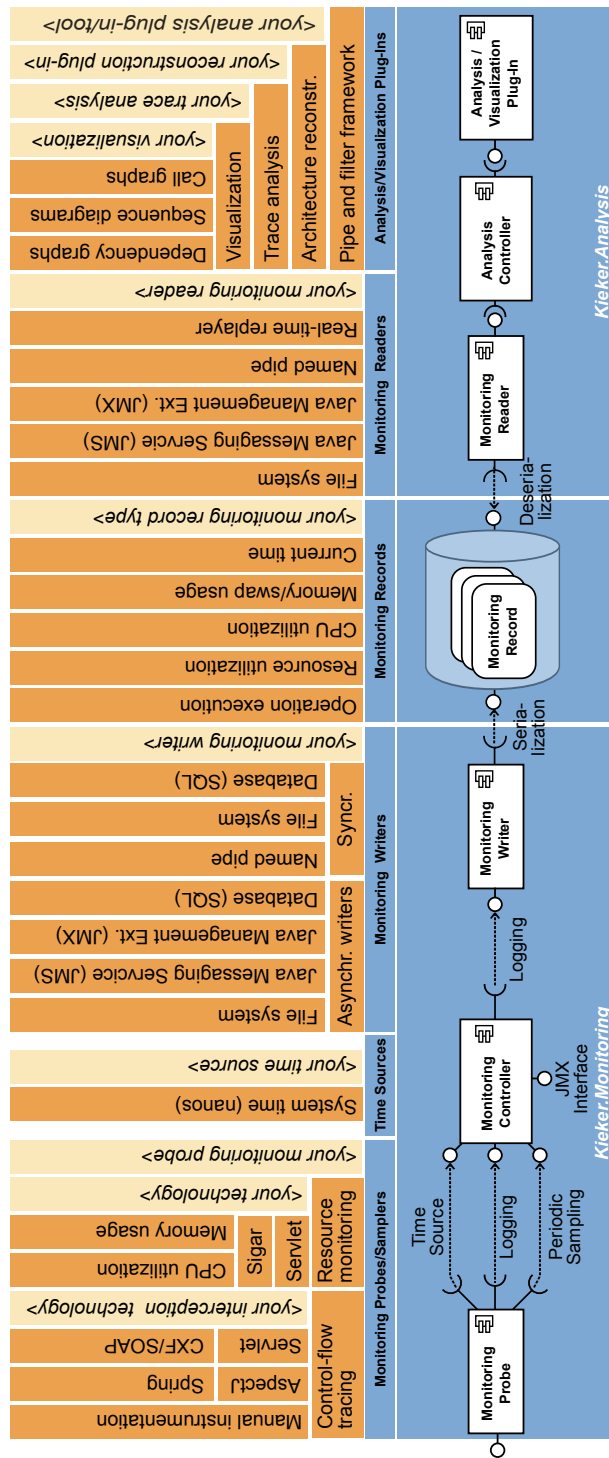 Manual instrumentation
AspectJ
Spring
Servlet
CXF/SOAP
<your interception technology>
Control-flow
tracing
CPU utilization
Memory usage
Sigar
Servlet
<your technology>
Resource
monitoring
<your monitoring probe>
Monitoring Probes/Samplers
System time (nanos)
<your time source>
Time Sources
File system
Java Messaging Servcice (JMS)
Java Management Ext. (JMX)
Database (SQL)
Asynchr. writers
Named pipe
File system
Database (SQL)
Syncr.
<your monitoring writer>
Monitoring Writers
Operation execution
Resource utilization
CPU utilization
Memory/swap usage
Current time
<your monitoring record type>
Monitoring Records
File system
Java Messaging Servcie (JMS)
Java Management Ext. (JMX)
Named pipe
Real-time replayer
<your monitoring reader>
Monitoring Readers
Dependency graphs
Sequence diagrams
Call graphs
<your visualization>
Visualization
<your trace analysis>
Trace analysis
<your reconstruction plug-in>
Architecture reconstr.
<your analysis plug-in/tool>
Pipe and filter framework
Analysis/Visualization Plug-Ins
Monitoring
Probe
Time
Source
Logging
Periodic
Sampling
Monitoring
Controller
JMX
Interface
Logging
Monitoring
Writer
Seria-
lization
Monitoring
Record
Deseria-
lization
Monitoring
Reader
Analysis
Controller
Analysis /
Visualization
Plug-In
Kieker.Monitoring
Kieker.Analysis